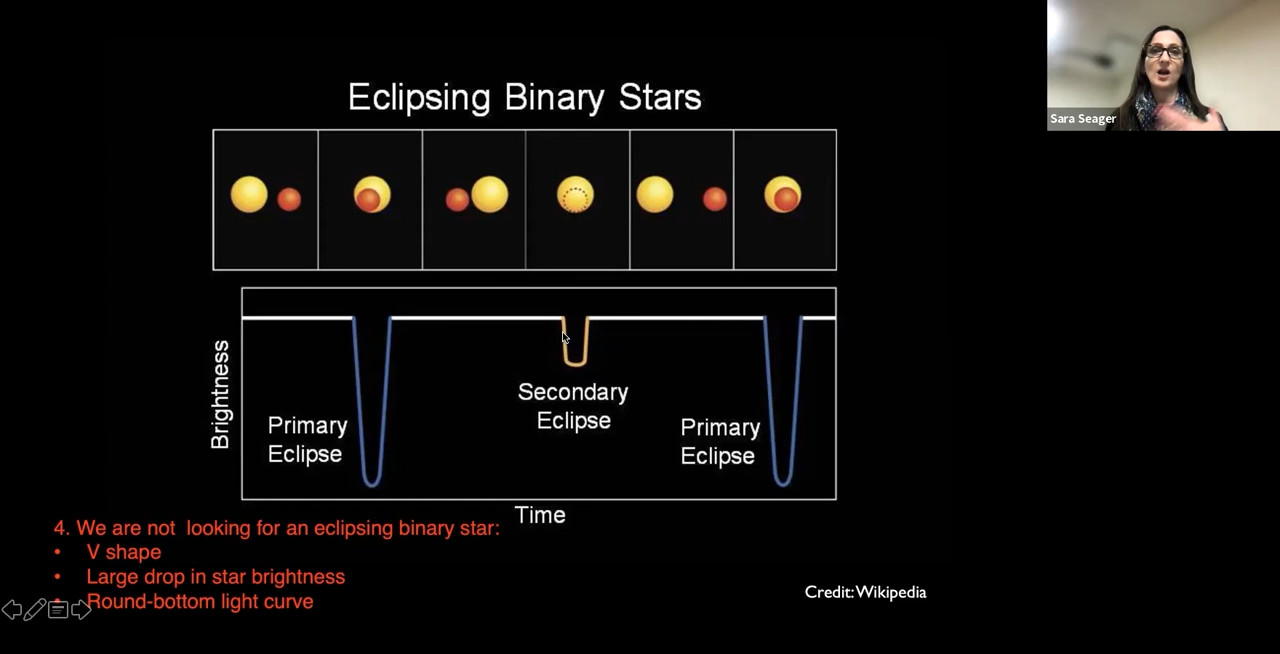 Sara Seager
Eclipsing Binary Stars
Brightness
Primary
Eclipse
Secondary
Eclipse
Primary
Eclipse
Time
4. We are not  looking for an eclipsing binary star:
• V shape
• Large drop in star brightness
• Round-bottom light curve
Credit:Wikipedia